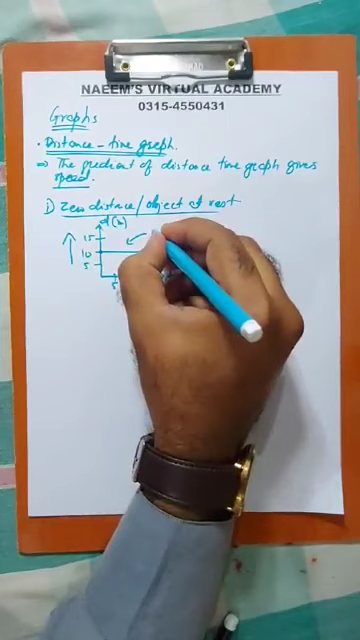 NAEEM'S VIRTUAL ACADEMY
0315-4550431
Graphs
• Distance - time graph.
⇒ The gradient of distance time graph gives
speed.
i) Zero distance/object at rest
15
10
5
5